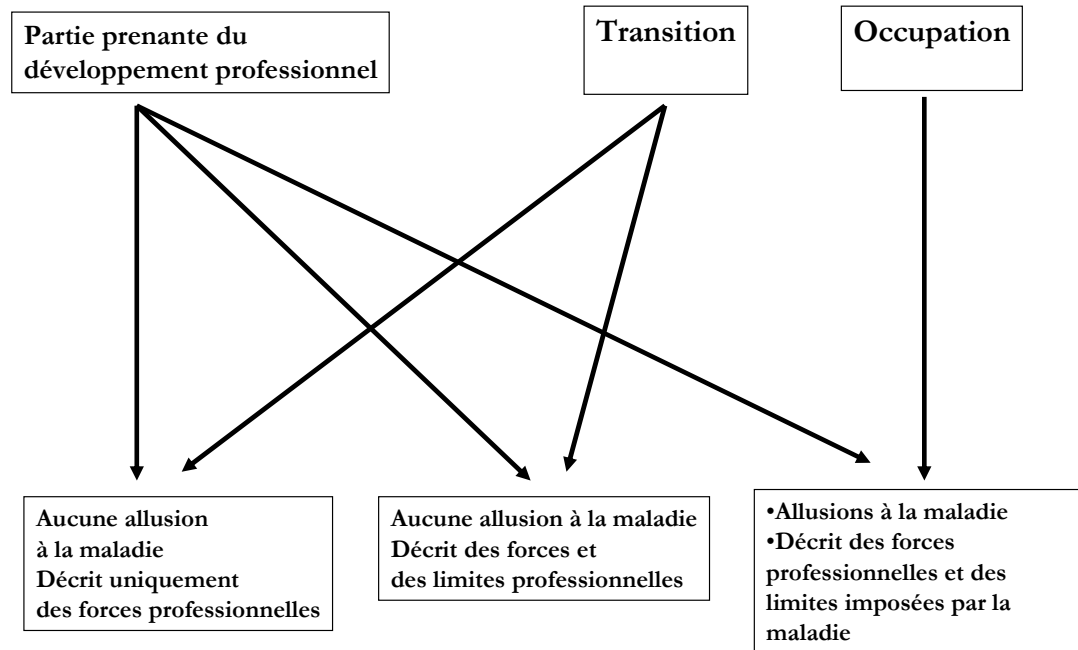 Partie prenante du
développement professionnel
Transition
Occupation
Aucune allusion
à la maladie
Décrit uniquement
des forces professionnelles
Aucune allusion à la maladie
Décrit des forces et
des limites professionnelles
•Allusions à la maladie
•Décrit des forces
professionnelles et des
limites imposées par la
maladie